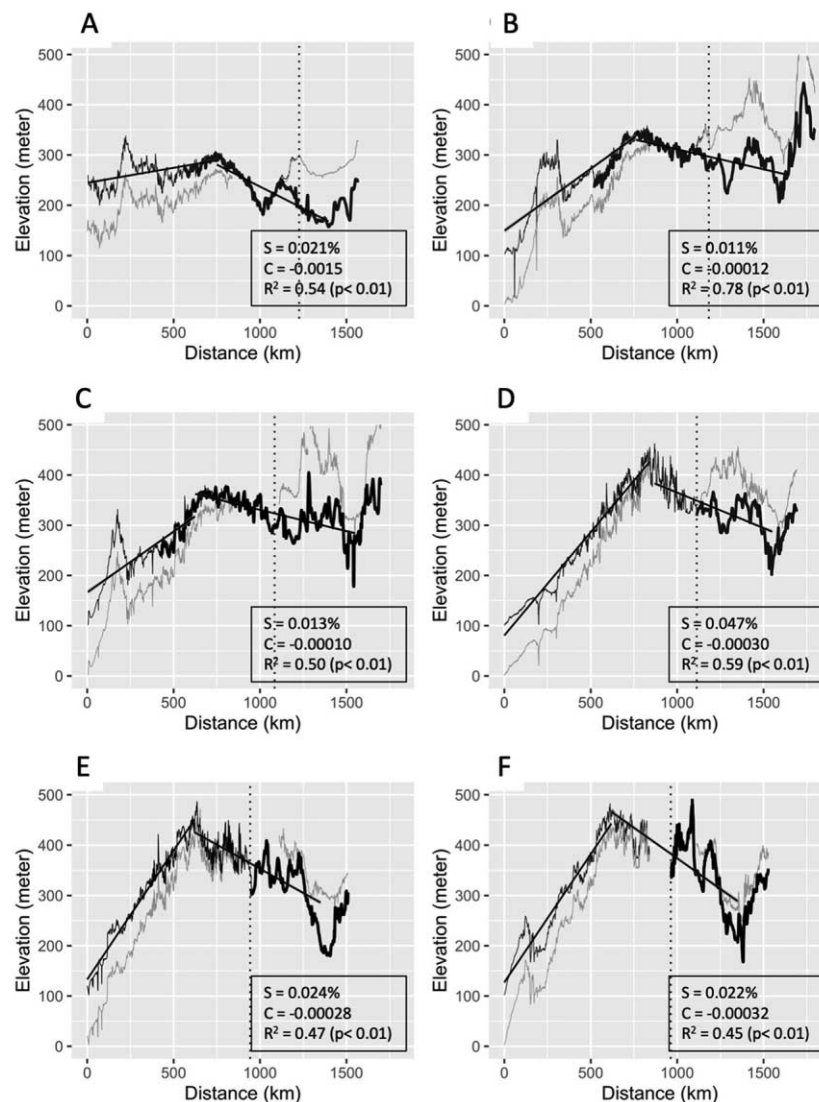 A
Elevation (meter)
500
400
300
200
100
0
S = 0.021%
C = -0.0015
R² = 0.54 (p< 0.01)
0 500 1000 1500
Distance (km)
B
Elevation (meter)
500
400
300
200
100
0
S = 0.011%
C = -0.00012
R² = 0.78 (p< 0.01)
0 500 1000 1500
Distance (km)
C
Elevation (meter)
500
400
300
200
100
0
S = 0.013%
C = -0.00010
R² = 0.50 (p< 0.01)
0 500 1000 1500
Distance (km)
D
Elevation (meter)
500
400
300
200
100
0
S = 0.047%
C = -0.00030
R² = 0.59 (p< 0.01)
0 500 1000 1500
Distance (km)
E
Elevation (meter)
500
400
300
200
100
0
S = 0.024%
C = -0.00028
R² = 0.47 (p< 0.01)
0 500 1000 1500
Distance (km)
F
Elevation (meter)
500
400
300
200
100
0
S = 0.022%
C = -0.00032
R² = 0.45 (p< 0.01)
0 500 1000 1500
Distance (km)